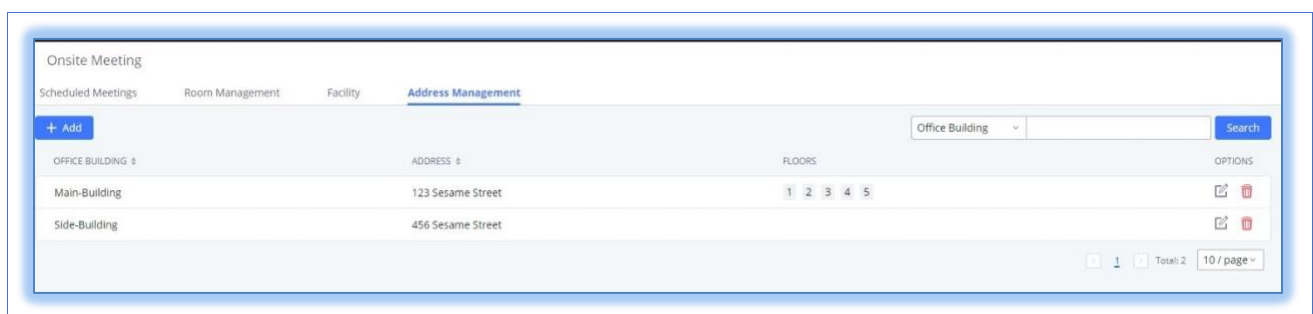 Onsite Meeting
Scheduled Meetings Room Management Facility Address Management
+ Add Office Building Search
OFFICE BUILDING ADDRESS FLOORS OPTIONS
Main-Building 123 Sesame Street 1 2 3 4 5
Side-Building 456 Sesame Street
1 Total: 2 10 / page